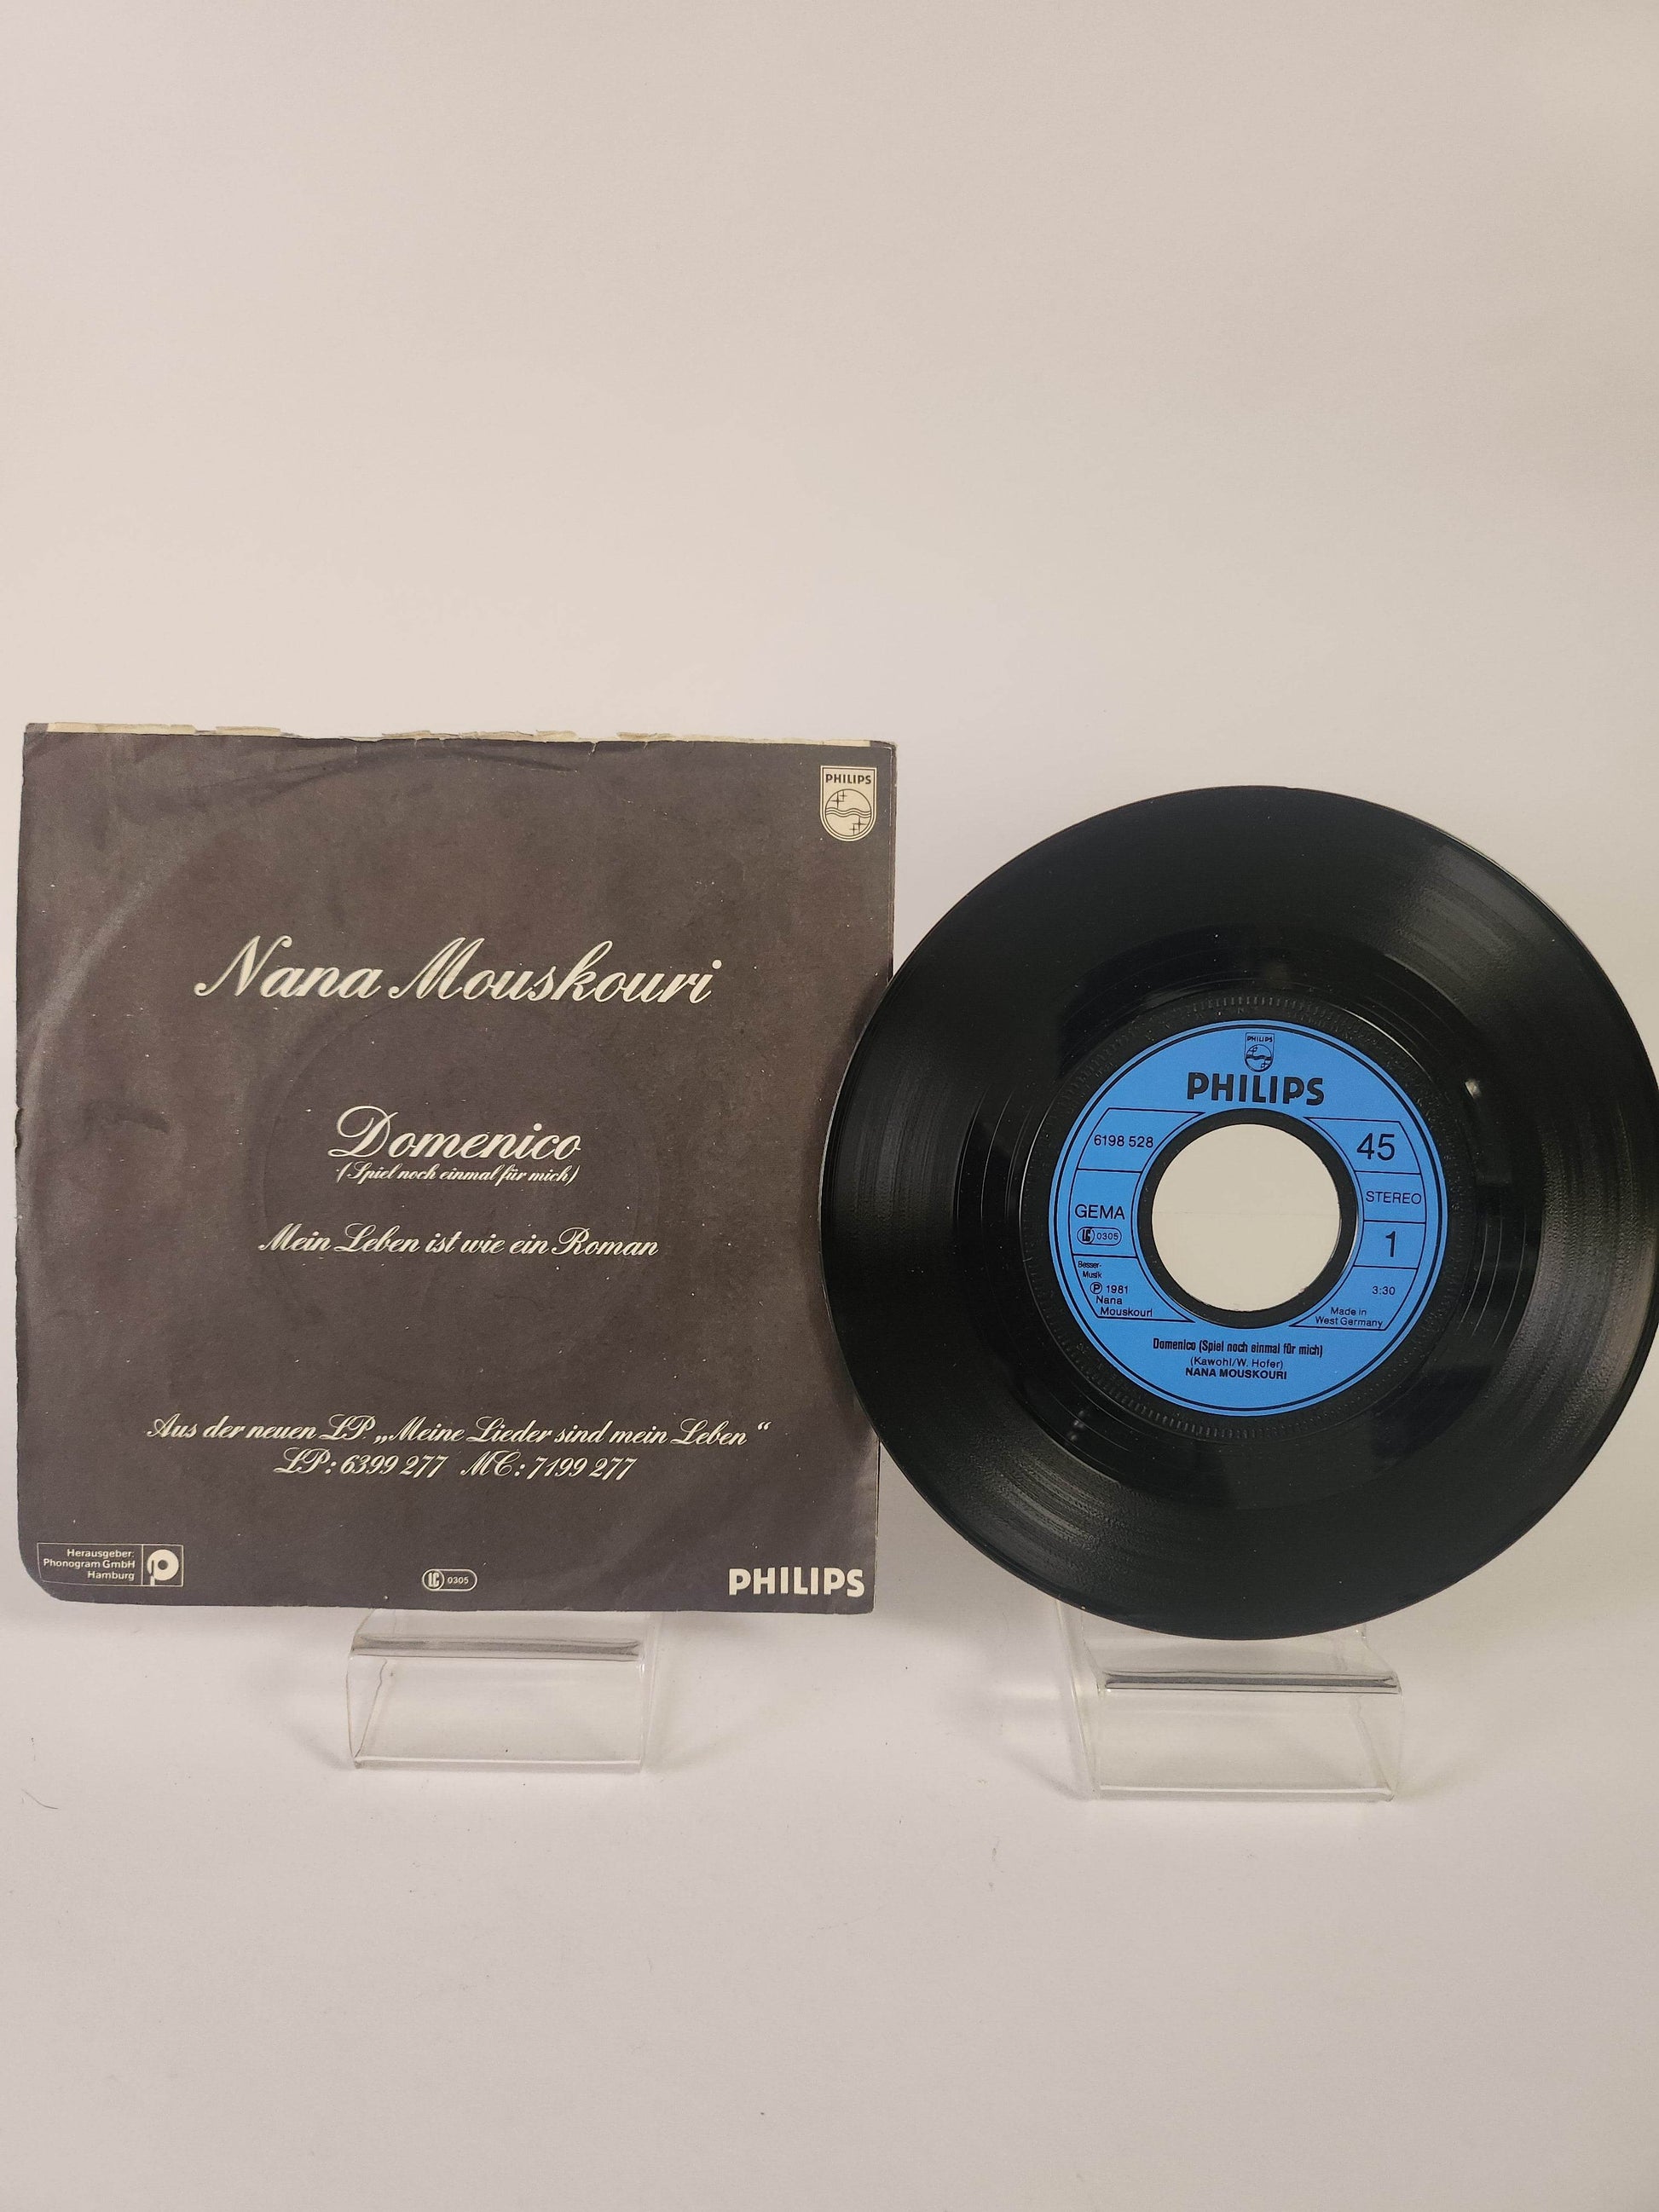 PHILIPS
Nana Mouskouri
Domenico
(Spiel noch einmal für mich)
Mein Leben ist wie ein Roman
Aus der neuen LP „Meine Lieder sind mein Leben“
LP: 6399 277 MC: 7199 277
Herausgeber:
Phonogram GmbH
Hamburg
LC 0305
PHILIPS
PHILIPS
PHILIPS
6198 528
45
STEREO
GEMA
LC 0305
1
Besser-
Musik
℗ 1981
Nana
Mouskouri
3:30
Made in
West Germany
Domenico (Spiel noch einmal für mich)
(Kawohl/W. Hofer)
NANA MOUSKOURI